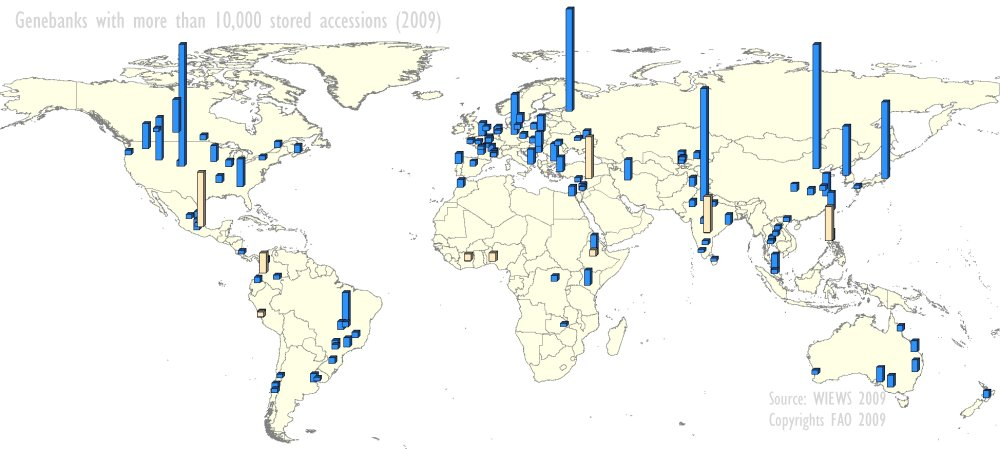 Genebanks with more than 10,000 stored accessions (2009)
Source: WIEWS 2009
Copyrights FAO 2009